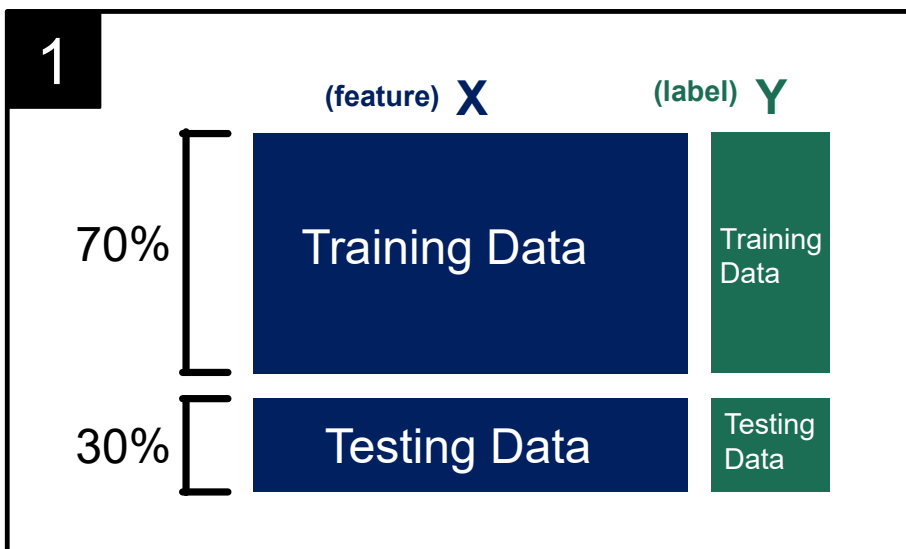 1
(feature) X
(label) Y
70%
Training Data
Training
Data
30%
Testing Data
Testing
Data